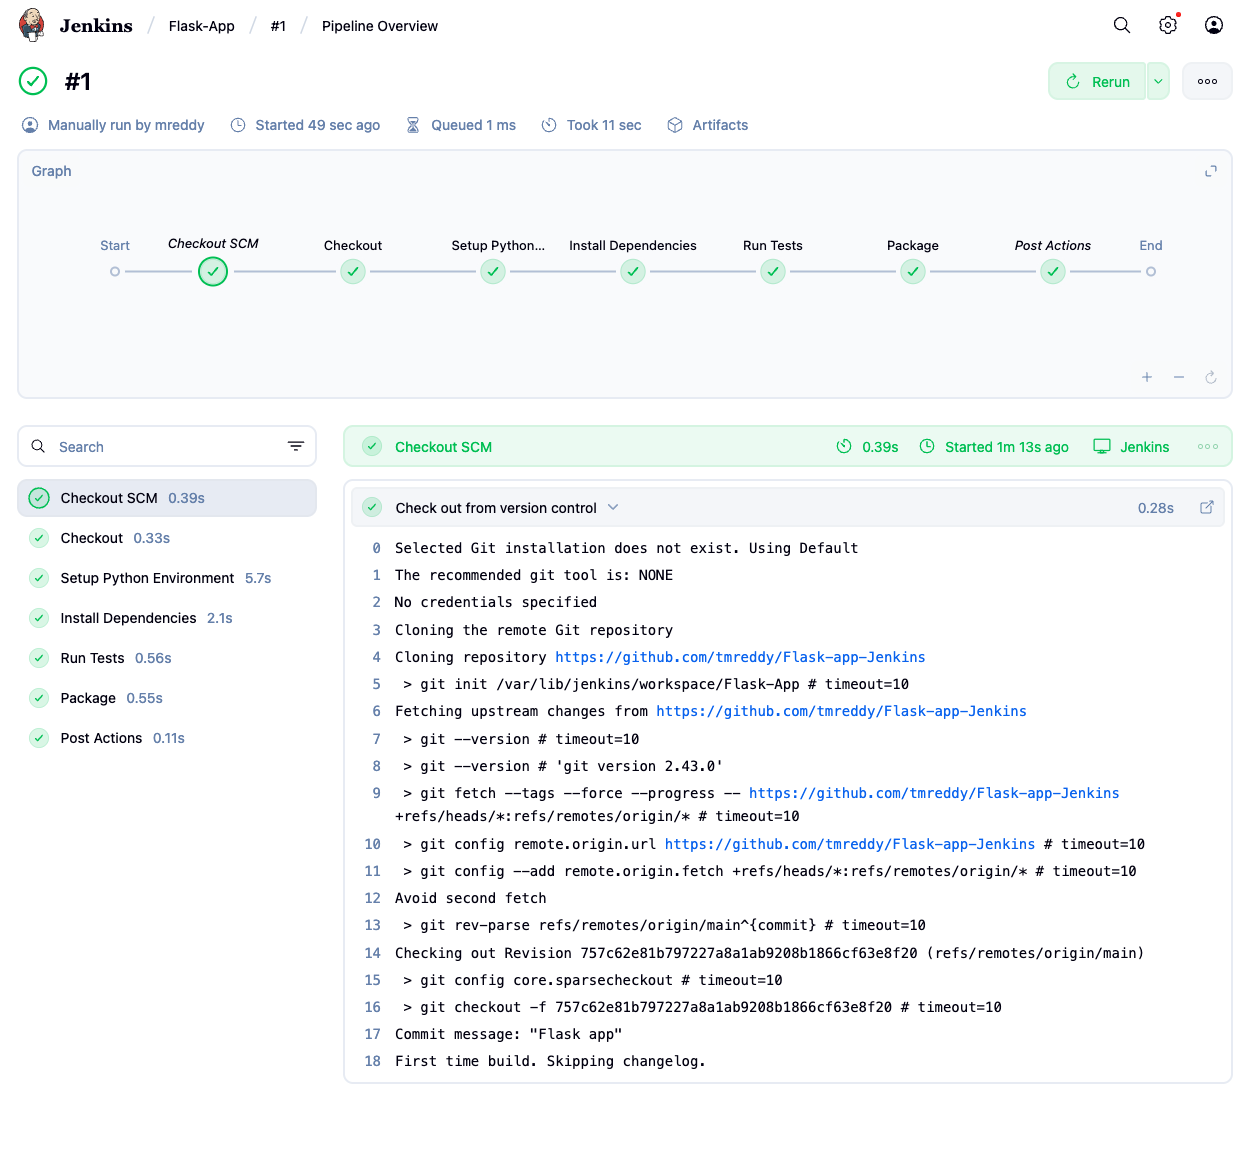 Jenkins / Flask-App / #1 / Pipeline Overview
#1
Rerun
Manually run by mreddy Started 49 sec ago Queued 1 ms Took 11 sec Artifacts
Graph
Start Checkout SCM Checkout Setup Python... Install Dependencies Run Tests Package Post Actions End
Search
Checkout SCM 0.39s
Checkout 0.33s
Setup Python Environment 5.7s
Install Dependencies 2.1s
Run Tests 0.56s
Package 0.55s
Post Actions 0.11s
Checkout SCM 0.39s Started 1m 13s ago Jenkins
Check out from version control 0.28s
0 Selected Git installation does not exist. Using Default
1 The recommended git tool is: NONE
2 No credentials specified
3 Cloning the remote Git repository
4 Cloning repository https://github.com/tmreddy/Flask-app-Jenkins
5 > git init /var/lib/jenkins/workspace/Flask-App # timeout=10
6 Fetching upstream changes from https://github.com/tmreddy/Flask-app-Jenkins
7 > git --version # timeout=10
8 > git --version # 'git version 2.43.0'
9 > git fetch --tags --force --progress -- https://github.com/tmreddy/Flask-app-Jenkins
+refs/heads/*:refs/remotes/origin/* # timeout=10
10 > git config remote.origin.url https://github.com/tmreddy/Flask-app-Jenkins # timeout=10
11 > git config --add remote.origin.fetch +refs/heads/*:refs/remotes/origin/* # timeout=10
12 Avoid second fetch
13 > git rev-parse refs/remotes/origin/main^{commit} # timeout=10
14 Checking out Revision 757c62e81b797227a8a1ab9208b1866cf63e8f20 (refs/remotes/origin/main)
15 > git config core.sparsecheckout # timeout=10
16 > git checkout -f 757c62e81b797227a8a1ab9208b1866cf63e8f20 # timeout=10
17 Commit message: "Flask app"
18 First time build. Skipping changelog.